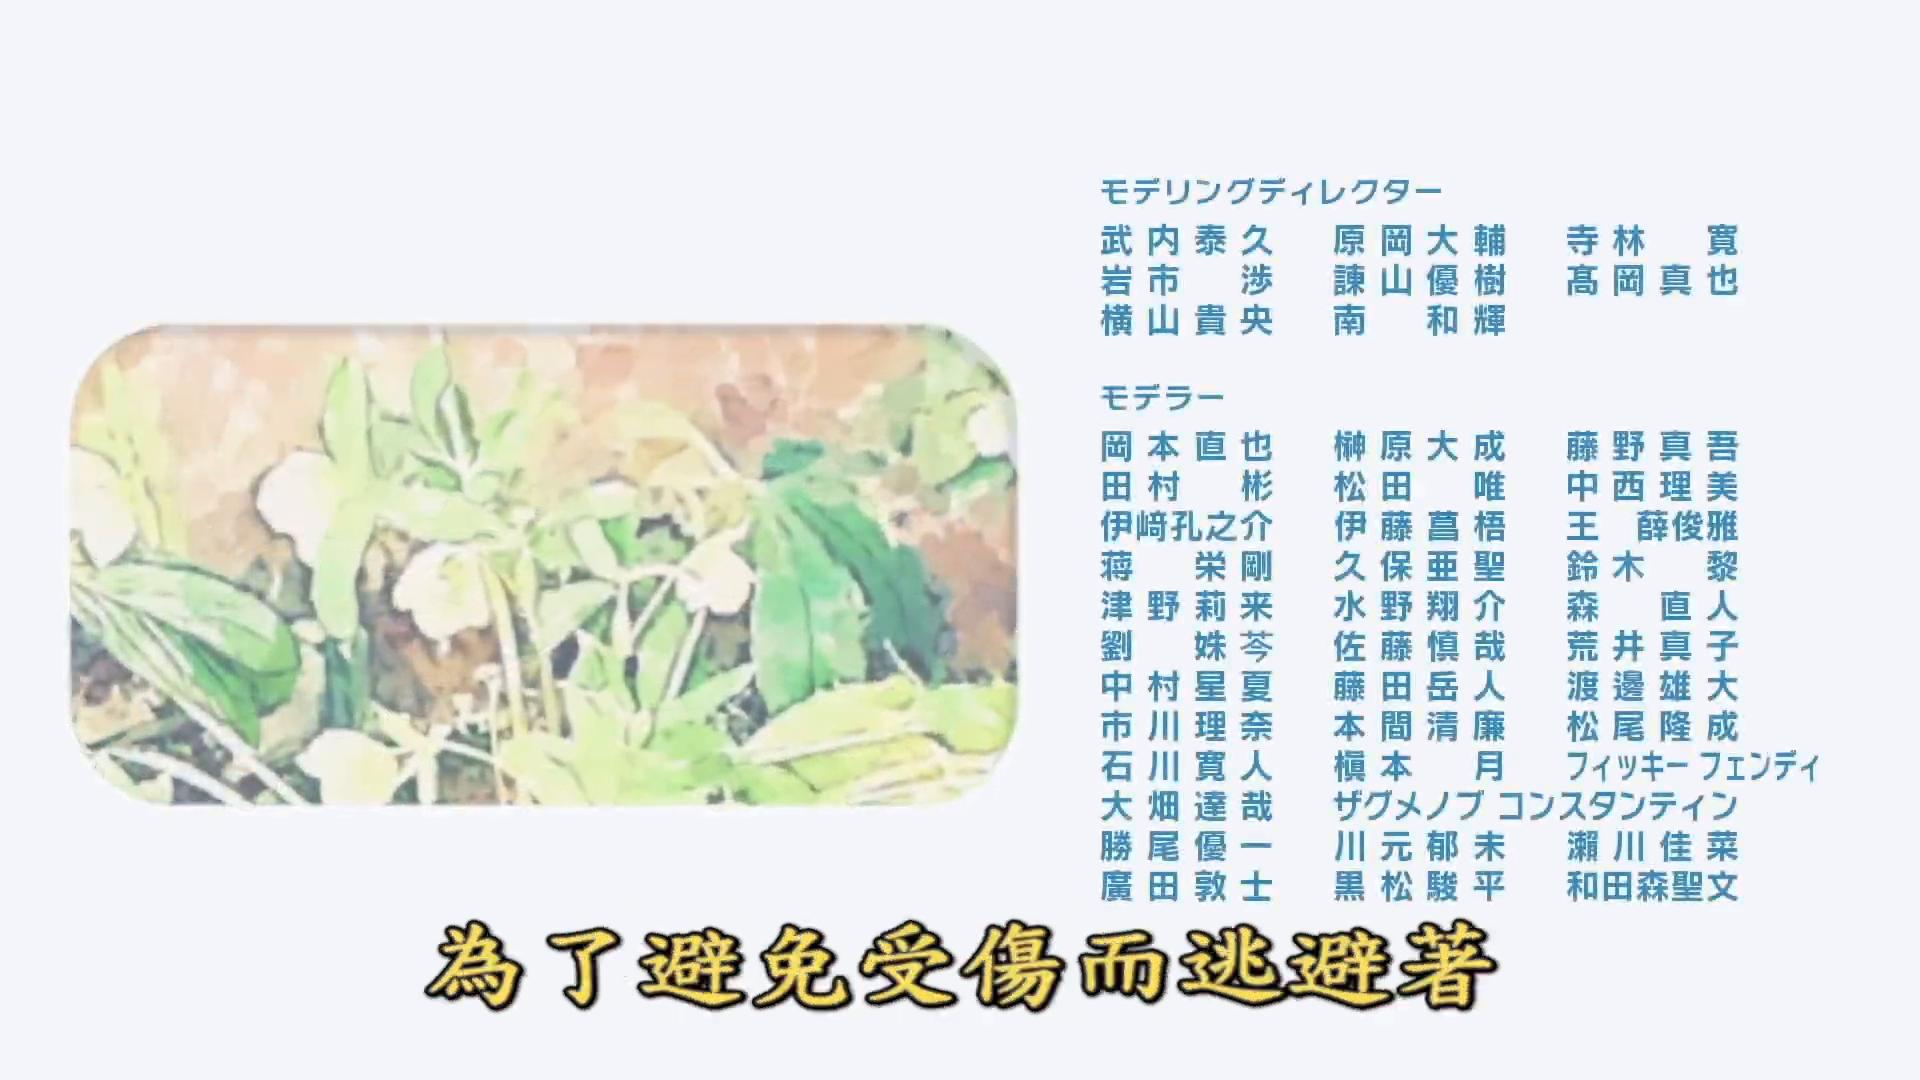 モデリングディレクター
武内泰久 原岡大輔 寺林 寛
岩市 渉 諌山優樹 髙岡真也
横山貴央 南 和輝
モデラー
岡本直也 榊原大成 藤野真吾
田村 彬 松田 唯 中西理美
伊﨑孔之介 伊藤菖梧 王 薛俊雅
蒋 栄剛 久保亜聖 鈴木 黎
津野莉来 水野翔介 森 直人
劉 姝芩 佐藤慎哉 荒井真子
中村星夏 藤田岳人 渡邊雄大
市川理奈 本間清廉 松尾隆成
石川寛人 槇本 月 フィッキー フェンディ
大畑達哉 ザグメノブ コンスタンティン
勝尾優一 川元郁未 瀬川佳菜
廣田敦士 黒松駿平 和田森聖文
為了避免受傷而逃避著